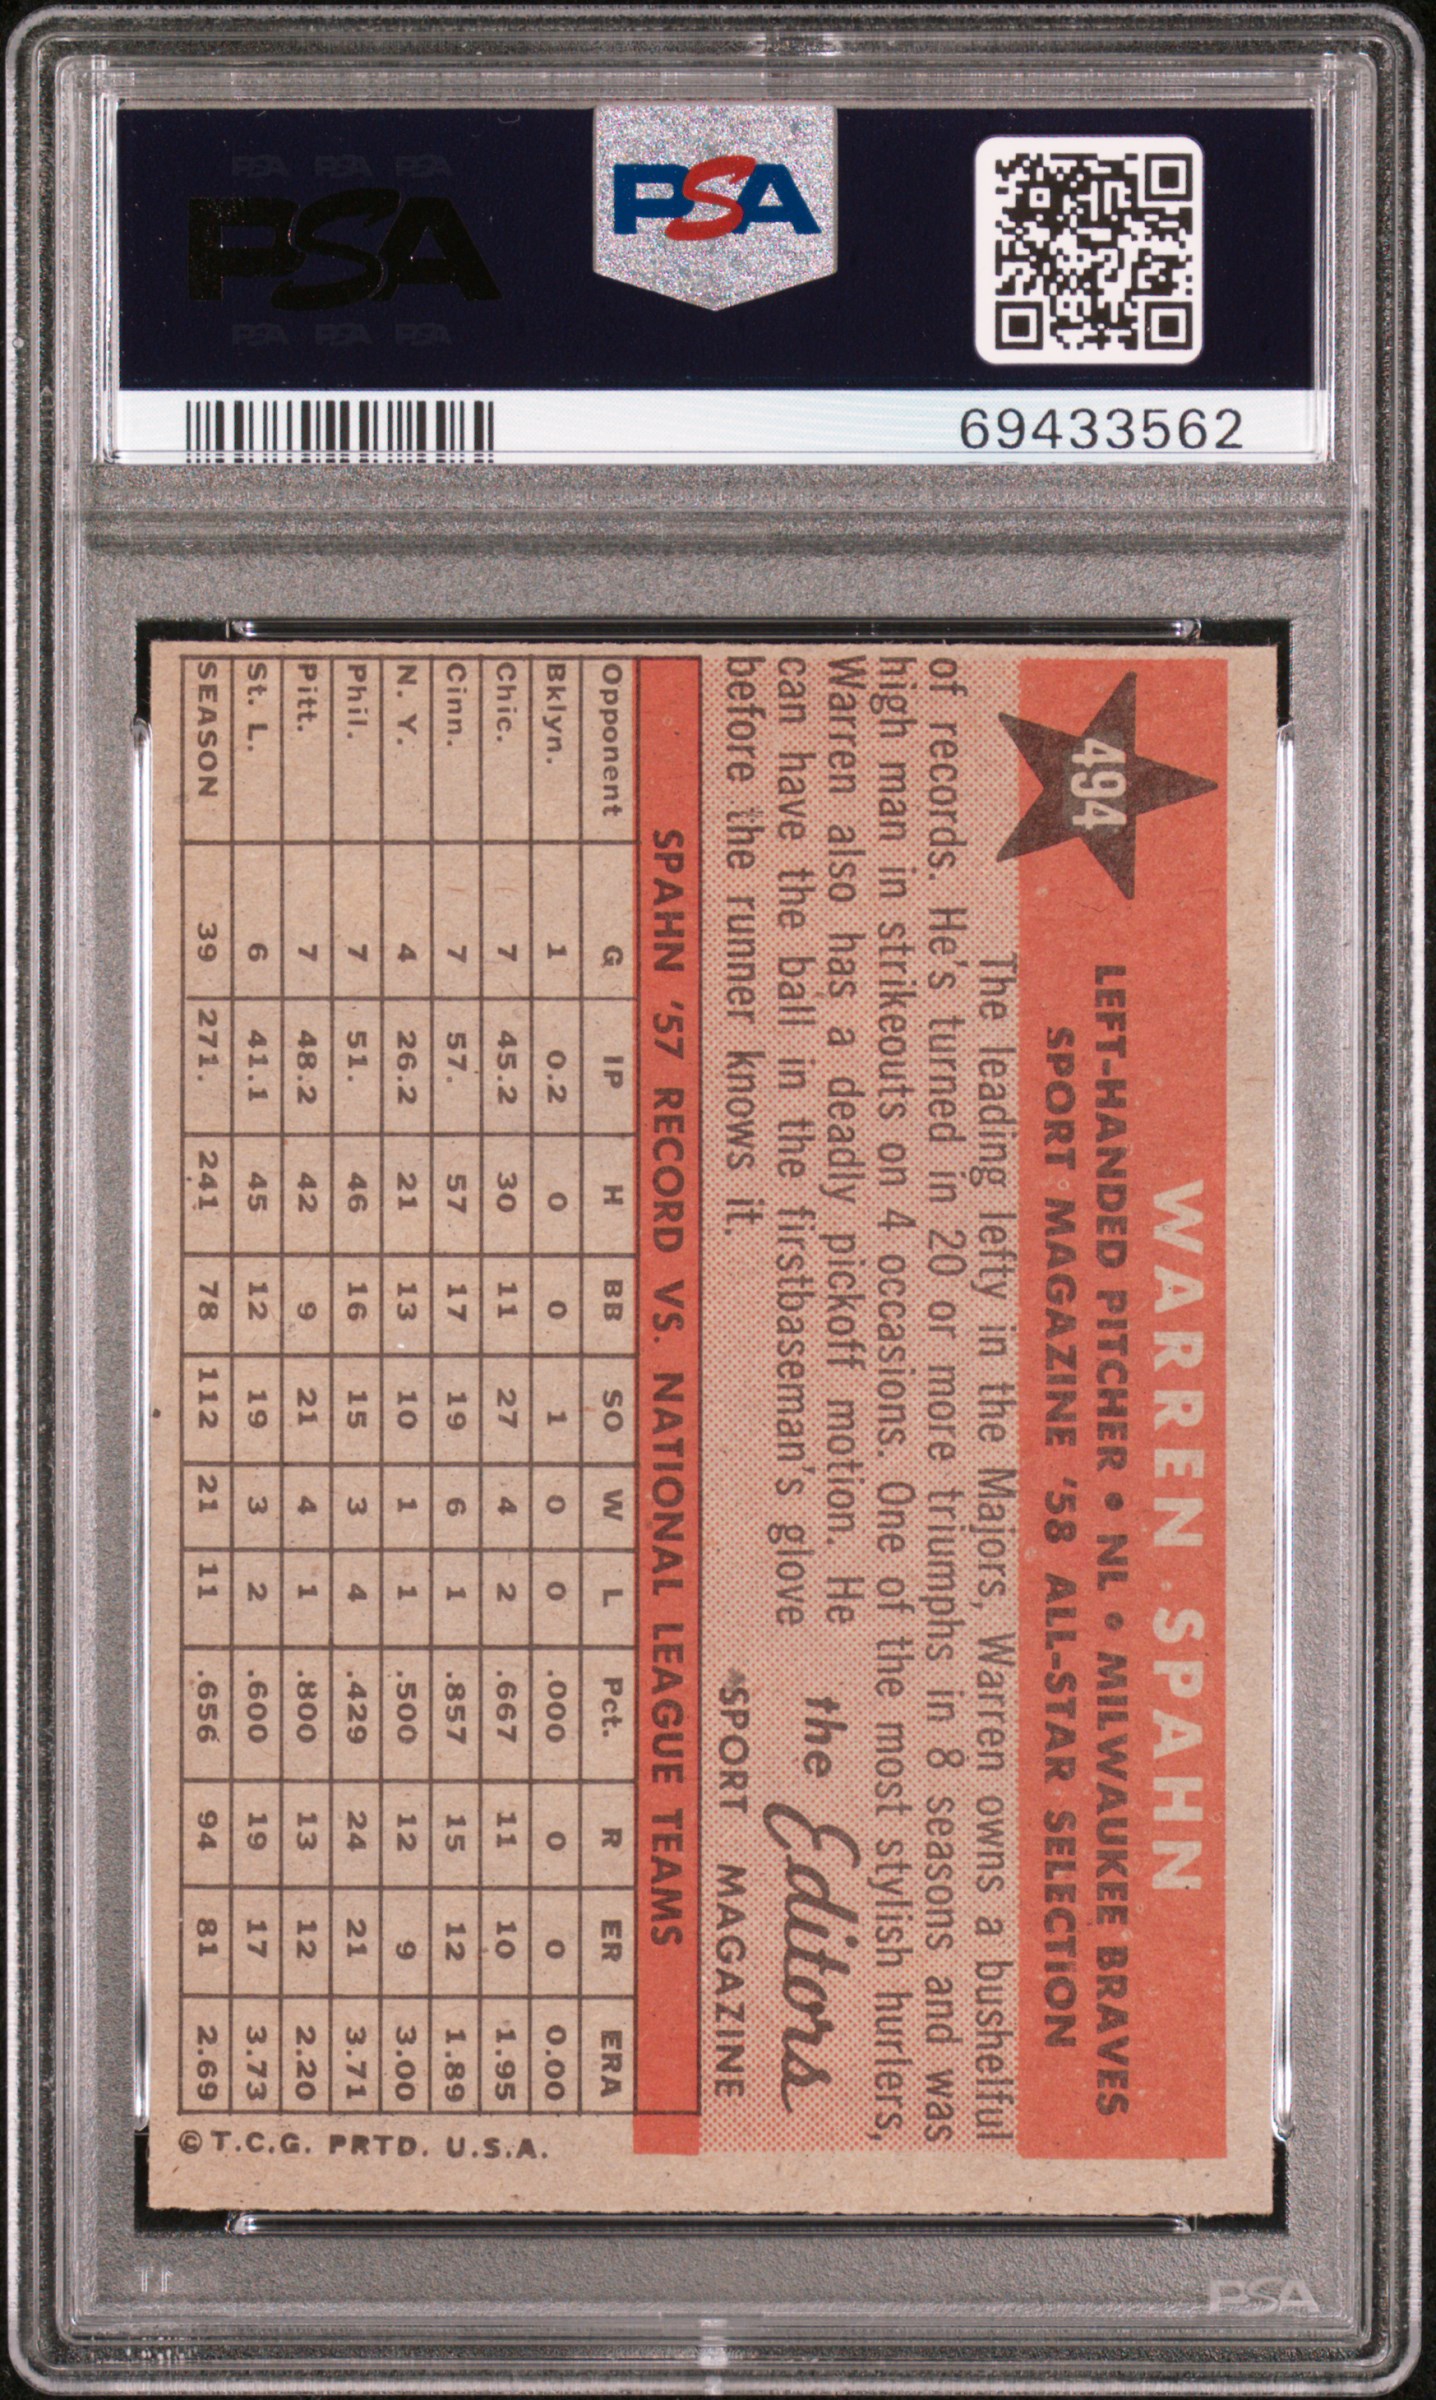 PSA PSA PSA
PSA
PSA PSA PSA
PSA
69433562
494
WARREN SPAHN
LEFT-HANDED PITCHER • NL • MILWAUKEE BRAVES
SPORT MAGAZINE '58 ALL-STAR SELECTION
The leading lefty in the Majors, Warren owns a bushelful
of records. He's turned in 20 or more triumphs in 8 seasons and was
high man in strikeouts on 4 occasions. One of the most stylish hurlers,
Warren also has a deadly pickoff motion. He
can have the ball in the firstbaseman's glove
before the runner knows it.
the Editors
SPORT MAGAZINE
SPAHN '57 RECORD VS. NATIONAL LEAGUE TEAMS
Opponent G IP H BB SO W L Pct. R ER ERA
Bklyn. 1 0.2 0 0 1 0 0 .000 0 0 0.00
Chic. 7 45.2 30 11 27 4 2 .667 11 10 1.95
Cinn. 7 57. 57 17 19 6 1 .857 15 12 1.89
N. Y. 4 26.2 21 13 10 1 1 .500 12 9 3.00
Phil. 7 51. 46 16 15 3 4 .429 24 21 3.71
Pitt. 7 48.2 42 9 21 4 1 .800 13 12 2.20
St. L. 6 41.1 45 12 19 3 2 .600 19 17 3.73
SEASON 39 271. 241 78 112 21 11 .656 94 81 2.69
© T.C.G. PRTD. U.S.A.
PSA